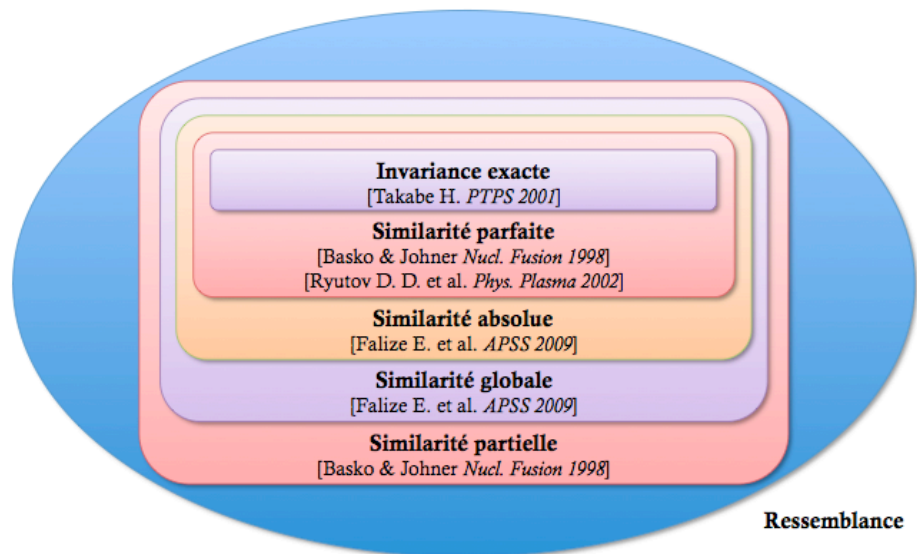 Invariance exacte
[Takabe H. PTPS 2001]
Similarité parfaite
[Basko & Johner Nucl. Fusion 1998]
[Ryutov D. D. et al. Phys. Plasma 2002]
Similarité absolue
[Falize E. et al. APSS 2009]
Similarité globale
[Falize E. et al. APSS 2009]
Similarité partielle
[Basko & Johner Nucl. Fusion 1998]
Ressemblance